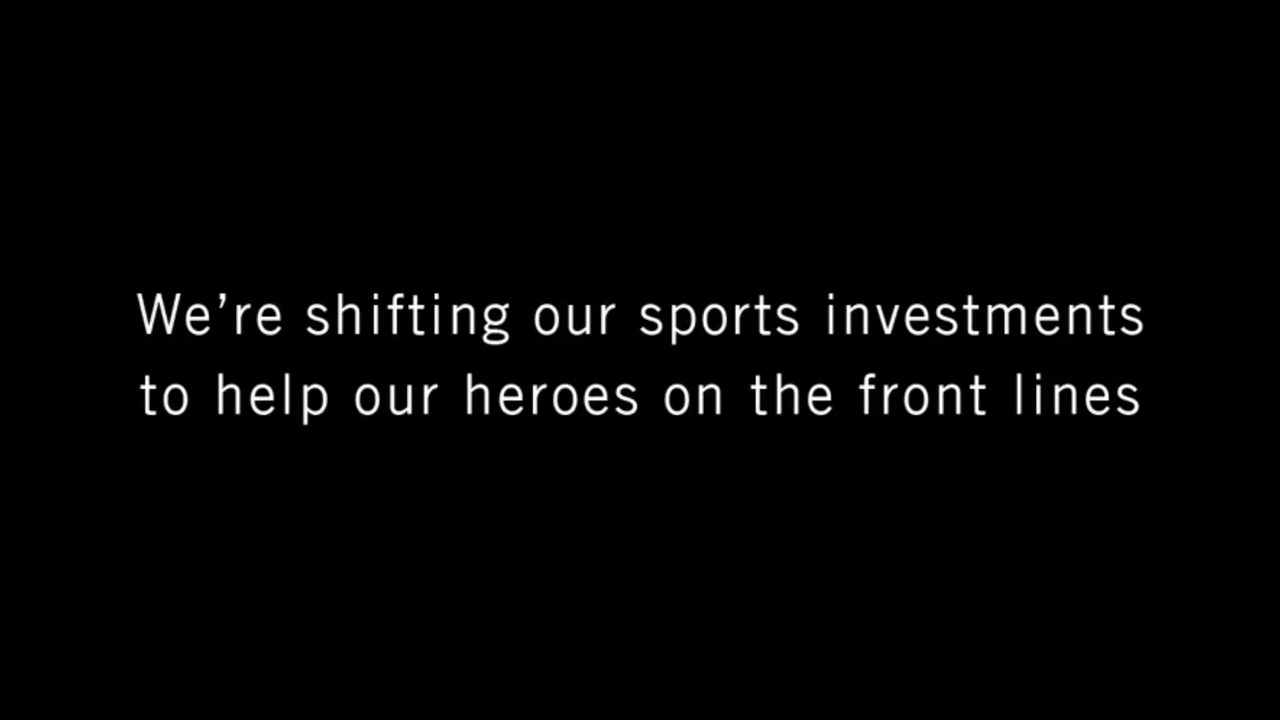 We’re shifting our sports investments
to help our heroes on the front lines